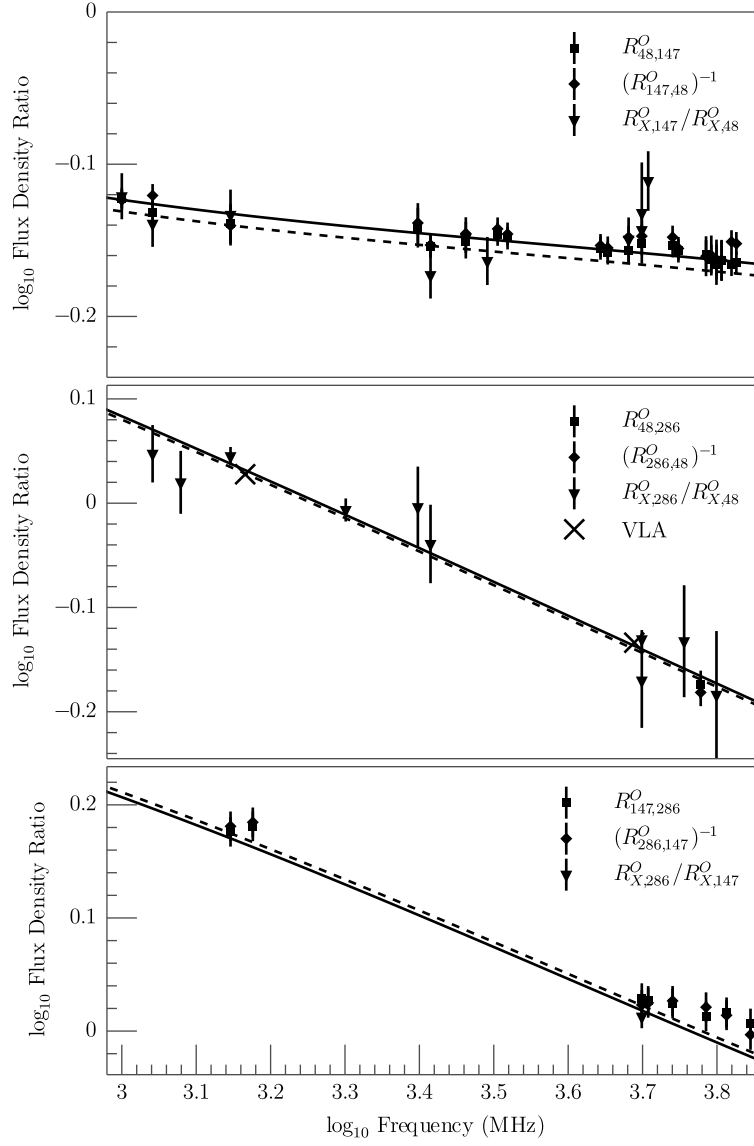 0
−0.1
−0.2
log₁₀ Flux Density Ratio
R^O_{48,147}
(R^O_{147,48})^{−1}
R^O_{X,147}/R^O_{X,48}
0.1
0
−0.1
−0.2
log₁₀ Flux Density Ratio
R^O_{48,286}
(R^O_{286,48})^{−1}
R^O_{X,286}/R^O_{X,48}
VLA
0.2
0.1
0
log₁₀ Flux Density Ratio
R^O_{147,286}
(R^O_{286,147})^{−1}
R^O_{X,286}/R^O_{X,147}
3 3.1 3.2 3.3 3.4 3.5 3.6 3.7 3.8
log₁₀ Frequency (MHz)